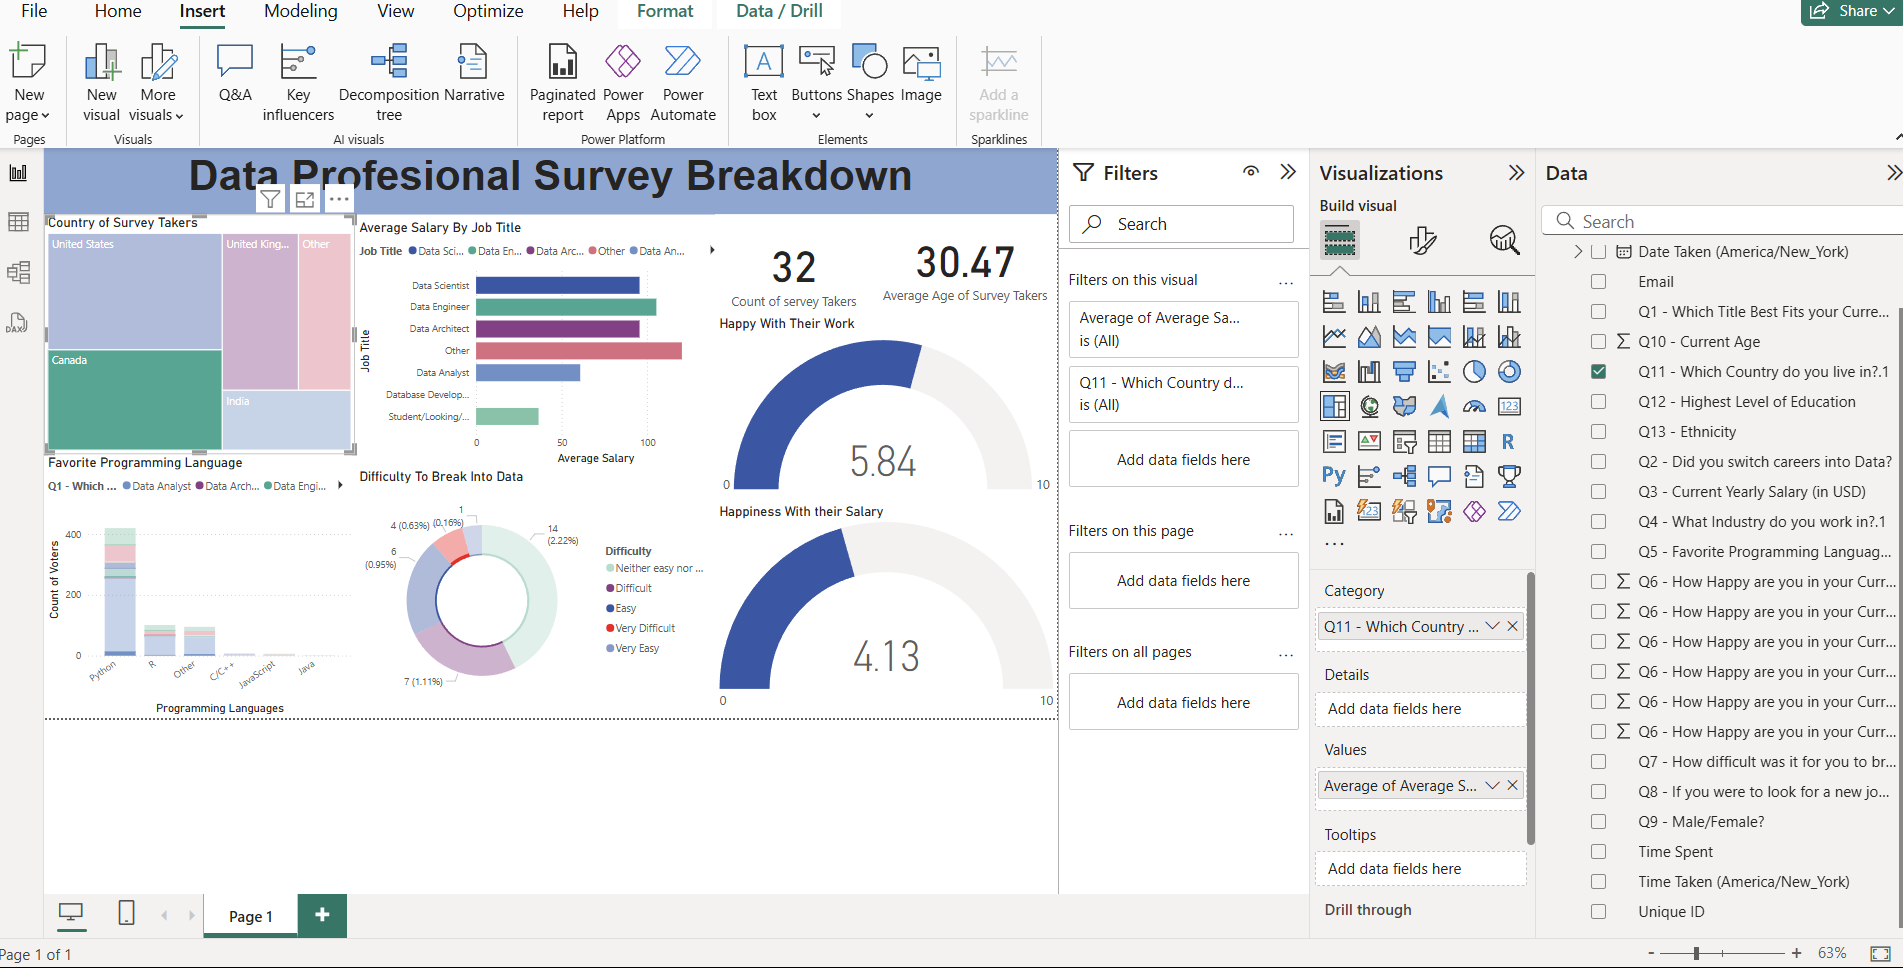 File Home Insert Modeling View Optimize Help Format Data / Drill Share
New page
Pages
New visual
More visuals
Visuals
Q&A
Key influencers
Decomposition tree
Narrative
AI visuals
Paginated report
Power Apps
Power Automate
Power Platform
Text box
Buttons
Shapes
Image
Elements
Add a sparkline
Sparklines
DAX
Data Profesional Survey Breakdown
Country of Survey Takers
United States
United King...
Other
Canada
India
Average Salary By Job Title
Job Title Data Sci... Data En... Data Arc... Other Data An...
Job Title
Data Scientist
Data Engineer
Data Architect
Other
Data Analyst
Database Develop...
Student/Looking/...
0 50 100
Average Salary
32
Count of servey Takers
30.47
Average Age of Survey Takers
Happy With Their Work
5.84
0 10
Happiness With their Salary
4.13
0 10
Favorite Programming Language
Q1 - Which ... Data Analyst Data Arch... Data Engi...
Count of Voters
400
200
0
Python R Other C/C++ JavaScript Java
Programming Languages
Difficulty To Break Into Data
1
(0.16%)
4 (0.63%)
6
(0.95%)
14
(2.22%)
7 (1.11%)
Difficulty
Neither easy nor ...
Difficult
Easy
Very Difficult
Very Easy
Filters
Search
Filters on this visual ...
Average of Average Sa...
is (All)
Q11 - Which Country d...
is (All)
Add data fields here
Filters on this page ...
Add data fields here
Filters on all pages ...
Add data fields here
Visualizations
Build visual
123
R
Py
123
...
Category
Q11 - Which Country ...
Details
Add data fields here
Values
Average of Average S...
Tooltips
Add data fields here
Drill through
Data
Search
Date Taken (America/New_York)
Email
Q1 - Which Title Best Fits your Curre...
Q10 - Current Age
Q11 - Which Country do you live in?.1
Q12 - Highest Level of Education
Q13 - Ethnicity
Q2 - Did you switch careers into Data?
Q3 - Current Yearly Salary (in USD)
Q4 - What Industry do you work in?.1
Q5 - Favorite Programming Languag...
Q6 - How Happy are you in your Curr...
Q6 - How Happy are you in your Curr...
Q6 - How Happy are you in your Curr...
Q6 - How Happy are you in your Curr...
Q6 - How Happy are you in your Curr...
Q6 - How Happy are you in your Curr...
Q7 - How difficult was it for you to br...
Q8 - If you were to look for a new jo...
Q9 - Male/Female?
Time Spent
Time Taken (America/New_York)
Unique ID
Page 1
Page 1 of 1
- + 63%